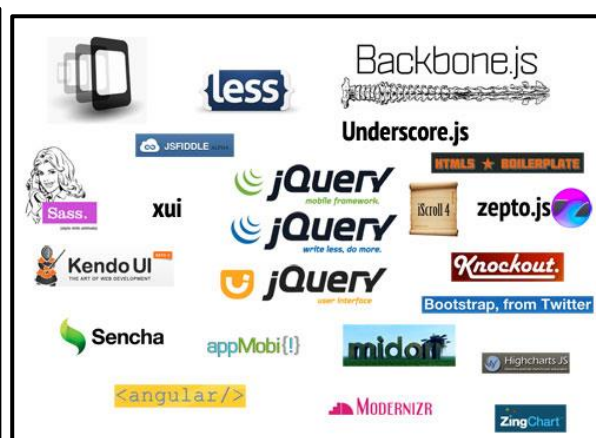 {less}
Backbone.js
JSFIDDLE ALPHA
Underscore.js
HTML5 ★ BOILERPLATE
Sass.
xui
jQuery
mobile framework.
iScroll 4
zepto.js
jQuery
write less, do more.
Kendo UI
THE ART OF WEB DEVELOPMENT
jQuery
user interface
Knockout.
Bootstrap, from Twitter
Sencha
appMobi{!}
midori
Highcharts JS
<angular/>
MODERNIZR
ZingChart